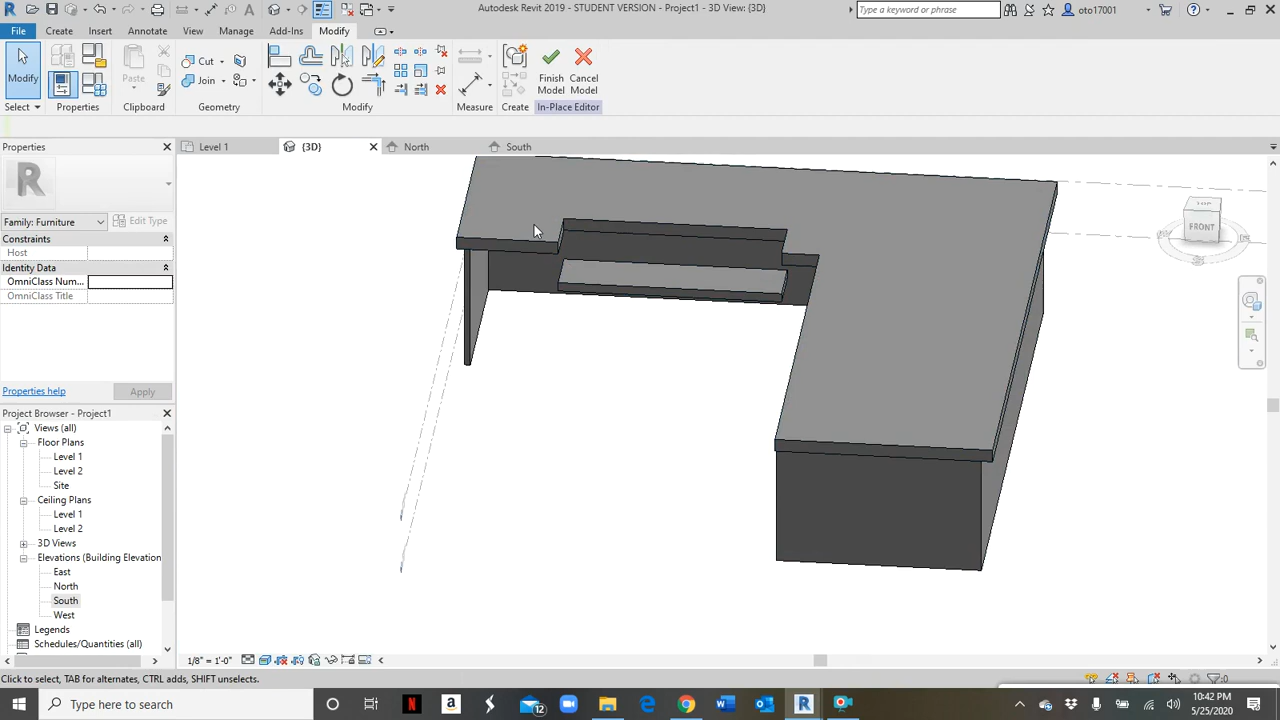 Autodesk Revit 2019 - STUDENT VERSION - Project1 - 3D View: {3D}
Type a keyword or phrase
oto17001
File
Create
Insert
Annotate
View
Manage
Add-Ins
Modify
Modify
Paste
Cut
Join
Finish Model
Cancel Model
Select
Properties
Clipboard
Geometry
Modify
Measure
Create
In-Place Editor
Properties
Level 1
{3D}
North
South
Family: Furniture
Edit Type
Constraints
Host
Identity Data
OmniClass Num...
OmniClass Title
Properties help
Apply
Project Browser - Project1
Views (all)
Floor Plans
Level 1
Level 2
Site
Ceiling Plans
Level 1
Level 2
3D Views
Elevations (Building Elevation
East
North
South
West
Legends
Schedules/Quantities (all)
TOP
FRONT
1/8" = 1'-0"
Click to select, TAB for alternates, CTRL adds, SHIFT unselects.
:0
Type here to search
12
10:42 PM
5/25/2020